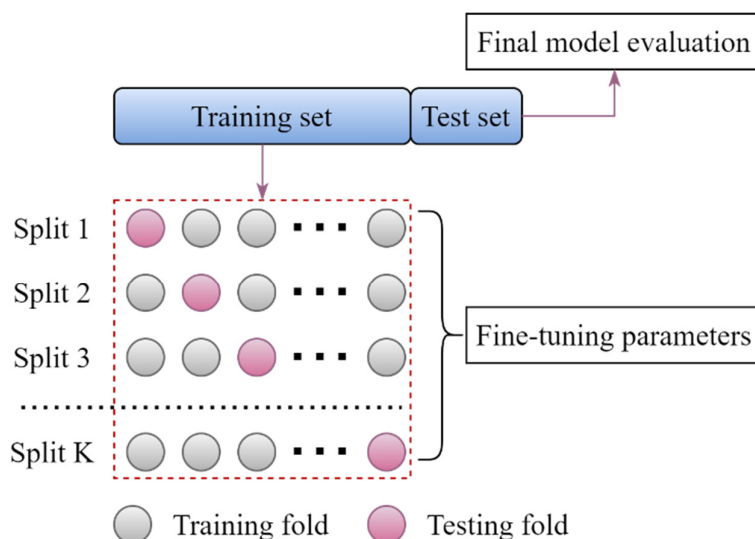 Final model evaluation
Training set
Test set
Split 1
Split 2
Split 3
Fine-tuning parameters
Split K
Training fold
Testing fold